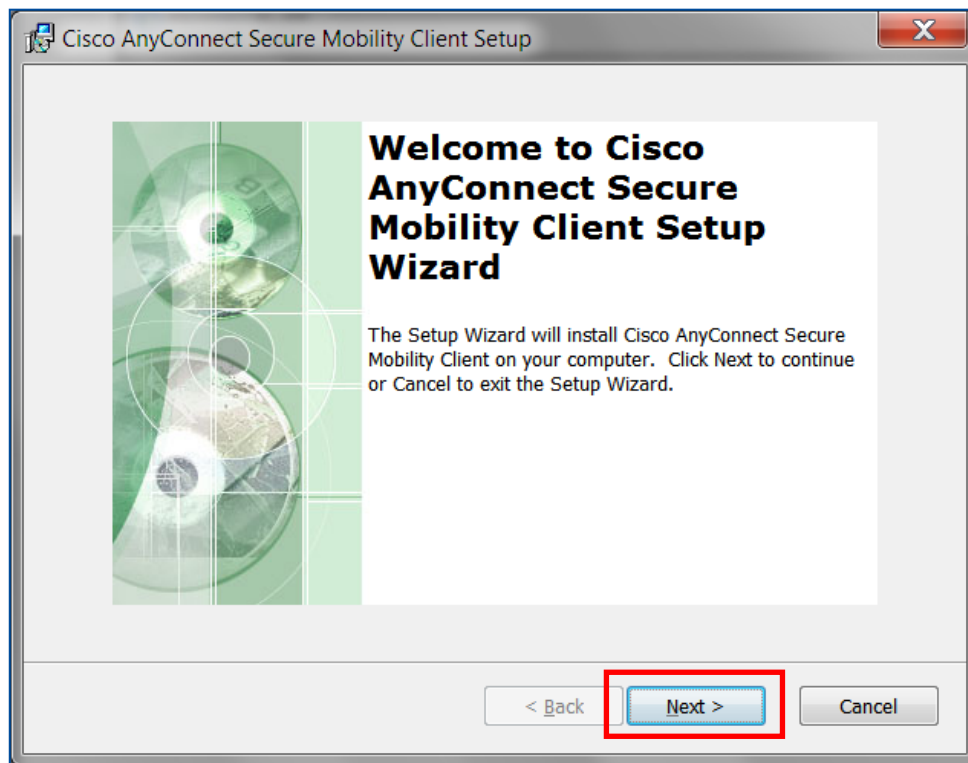 Cisco AnyConnect Secure Mobility Client Setup
X
Welcome to Cisco
AnyConnect Secure
Mobility Client Setup
Wizard
The Setup Wizard will install Cisco AnyConnect Secure
Mobility Client on your computer.  Click Next to continue
or Cancel to exit the Setup Wizard.
< Back
Next >
Cancel